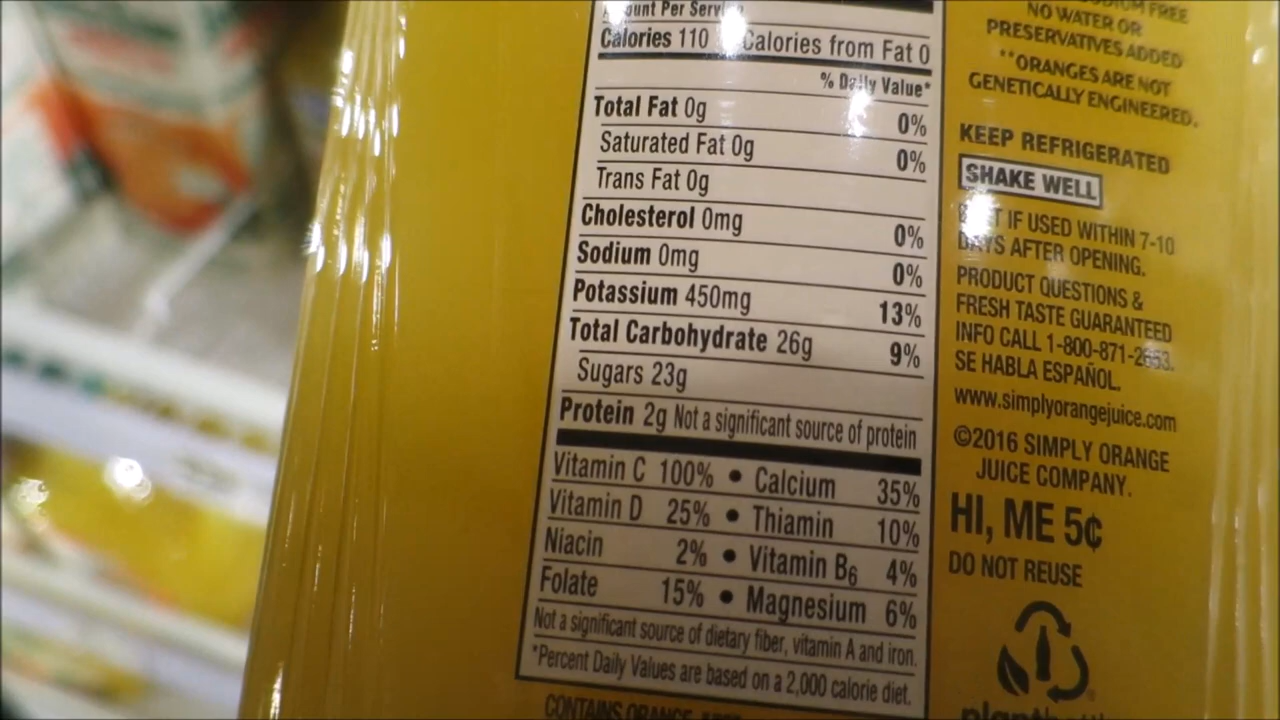 Amount Per Serving
Calories 110 Calories from Fat 0
% Daily Value*
Total Fat 0g 0%
Saturated Fat 0g 0%
Trans Fat 0g
Cholesterol 0mg 0%
Sodium 0mg 0%
Potassium 450mg 13%
Total Carbohydrate 26g 9%
Sugars 23g
Protein 2g Not a significant source of protein
Vitamin C 100% • Calcium 35%
Vitamin D 25% • Thiamin 10%
Niacin 2% • Vitamin B6 4%
Folate 15% • Magnesium 6%
Not a significant source of dietary fiber, vitamin A and iron.
*Percent Daily Values are based on a 2,000 calorie diet.
CONTAINS ORANGE
SODIUM FREE
NO WATER OR
PRESERVATIVES ADDED
**ORANGES ARE NOT
GENETICALLY ENGINEERED.
KEEP REFRIGERATED
SHAKE WELL
BEST IF USED WITHIN 7-10
DAYS AFTER OPENING.
PRODUCT QUESTIONS &
FRESH TASTE GUARANTEED
INFO CALL 1-800-871-2653.
SE HABLA ESPAÑOL.
www.simplyorangejuice.com
©2016 SIMPLY ORANGE
JUICE COMPANY.
HI, ME 5¢
DO NOT REUSE